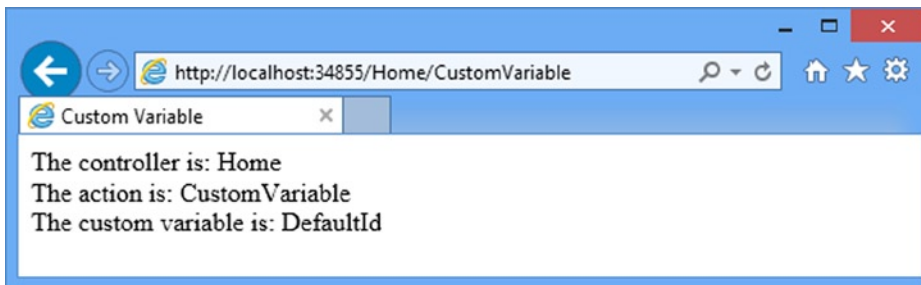 http://localhost:34855/Home/CustomVariable
Custom Variable
The controller is: Home
The action is: CustomVariable
The custom variable is: DefaultId